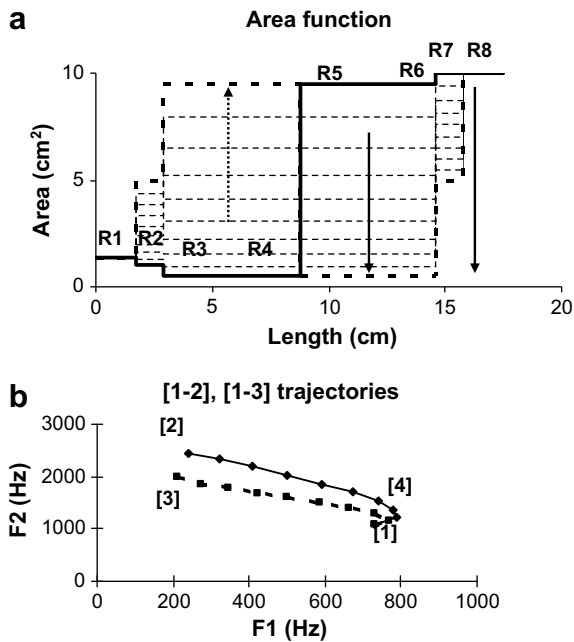 a
Area function
R7 R8
10
R5
R6
Area (cm²)
5
R1
R2
R3
R4
0
0
5
10
15
20
Length (cm)
b
[1-2], [1-3] trajectories
3000
[2]
F2 (Hz)
2000
[4]
[3]
1000
[1]
0
0
200
400
600
800
1000
F1 (Hz)